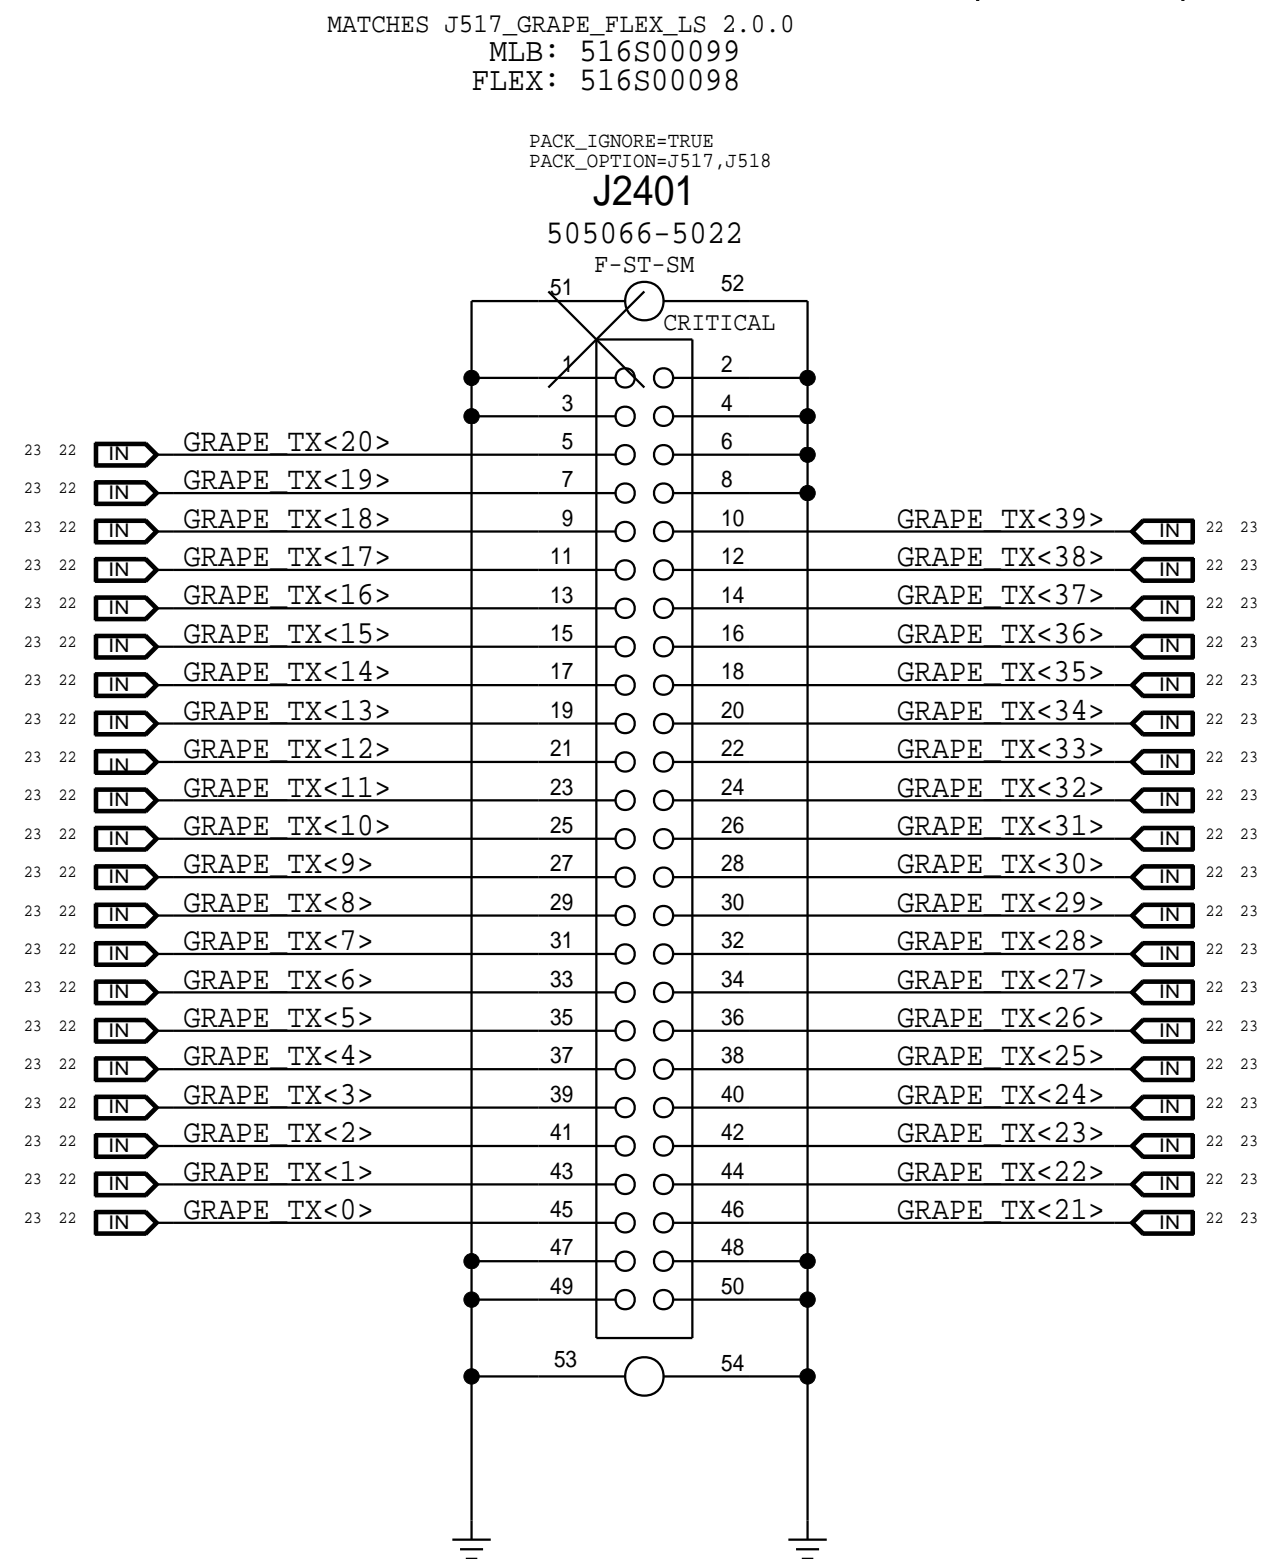 MATCHES J517_GRAPE_FLEX_LS 2.0.0
MLB: 516S00099
FLEX: 516S00098
PACK_IGNORE=TRUE
PACK_OPTION=J517,J518
J2401
505066-5022
F-ST-SM
51 52
CRITICAL
1 2
3 4
23 22 IN GRAPE_TX<20> 5 6
23 22 IN GRAPE_TX<19> 7 8
23 22 IN GRAPE_TX<18> 9 10 GRAPE_TX<39> IN 22 23
23 22 IN GRAPE_TX<17> 11 12 GRAPE_TX<38> IN 22 23
23 22 IN GRAPE_TX<16> 13 14 GRAPE_TX<37> IN 22 23
23 22 IN GRAPE_TX<15> 15 16 GRAPE_TX<36> IN 22 23
23 22 IN GRAPE_TX<14> 17 18 GRAPE_TX<35> IN 22 23
23 22 IN GRAPE_TX<13> 19 20 GRAPE_TX<34> IN 22 23
23 22 IN GRAPE_TX<12> 21 22 GRAPE_TX<33> IN 22 23
23 22 IN GRAPE_TX<11> 23 24 GRAPE_TX<32> IN 22 23
23 22 IN GRAPE_TX<10> 25 26 GRAPE_TX<31> IN 22 23
23 22 IN GRAPE_TX<9> 27 28 GRAPE_TX<30> IN 22 23
23 22 IN GRAPE_TX<8> 29 30 GRAPE_TX<29> IN 22 23
23 22 IN GRAPE_TX<7> 31 32 GRAPE_TX<28> IN 22 23
23 22 IN GRAPE_TX<6> 33 34 GRAPE_TX<27> IN 22 23
23 22 IN GRAPE_TX<5> 35 36 GRAPE_TX<26> IN 22 23
23 22 IN GRAPE_TX<4> 37 38 GRAPE_TX<25> IN 22 23
23 22 IN GRAPE_TX<3> 39 40 GRAPE_TX<24> IN 22 23
23 22 IN GRAPE_TX<2> 41 42 GRAPE_TX<23> IN 22 23
23 22 IN GRAPE_TX<1> 43 44 GRAPE_TX<22> IN 22 23
23 22 IN GRAPE_TX<0> 45 46 GRAPE_TX<21> IN 22 23
47 48
49 50
53 54